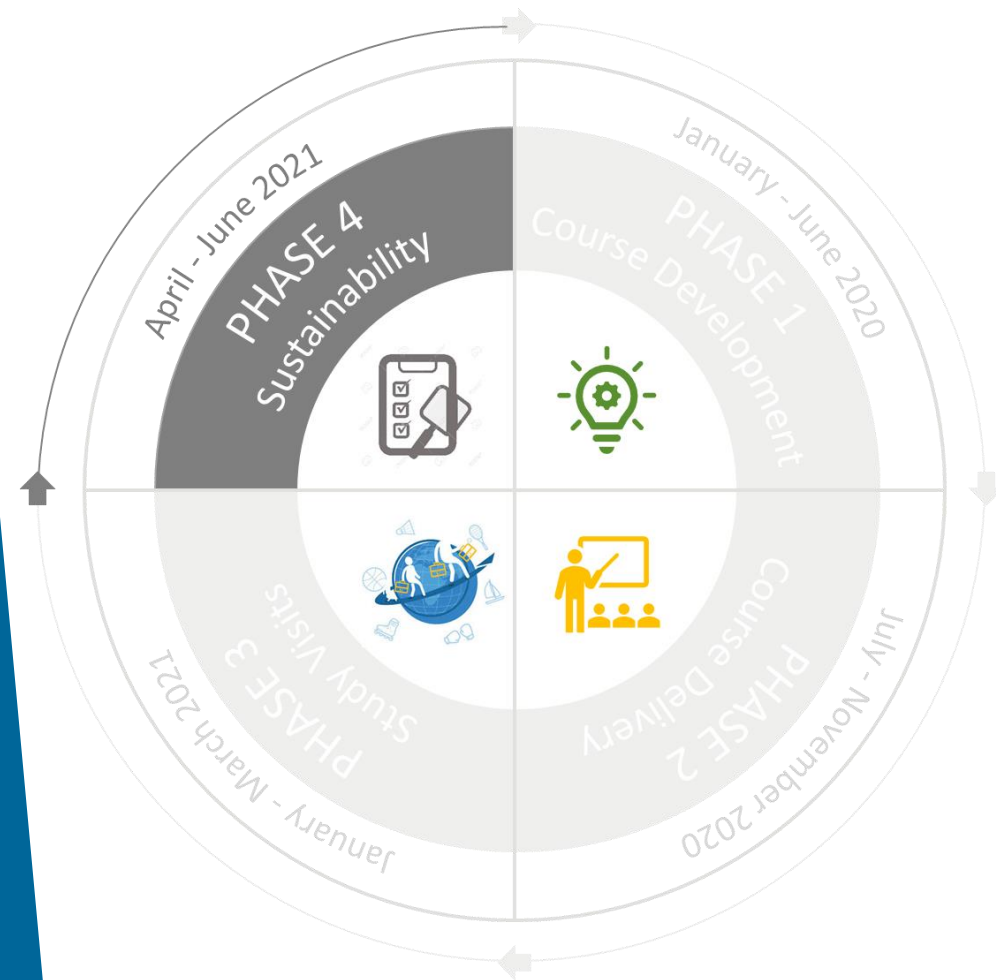 April - June 2021
PHASE 4
Sustainability
January - June 2020
PHASE 1
Course Development
July - November 2020
PHASE 2
Course Delivery
January - March 2021
PHASE 3
Study Visits